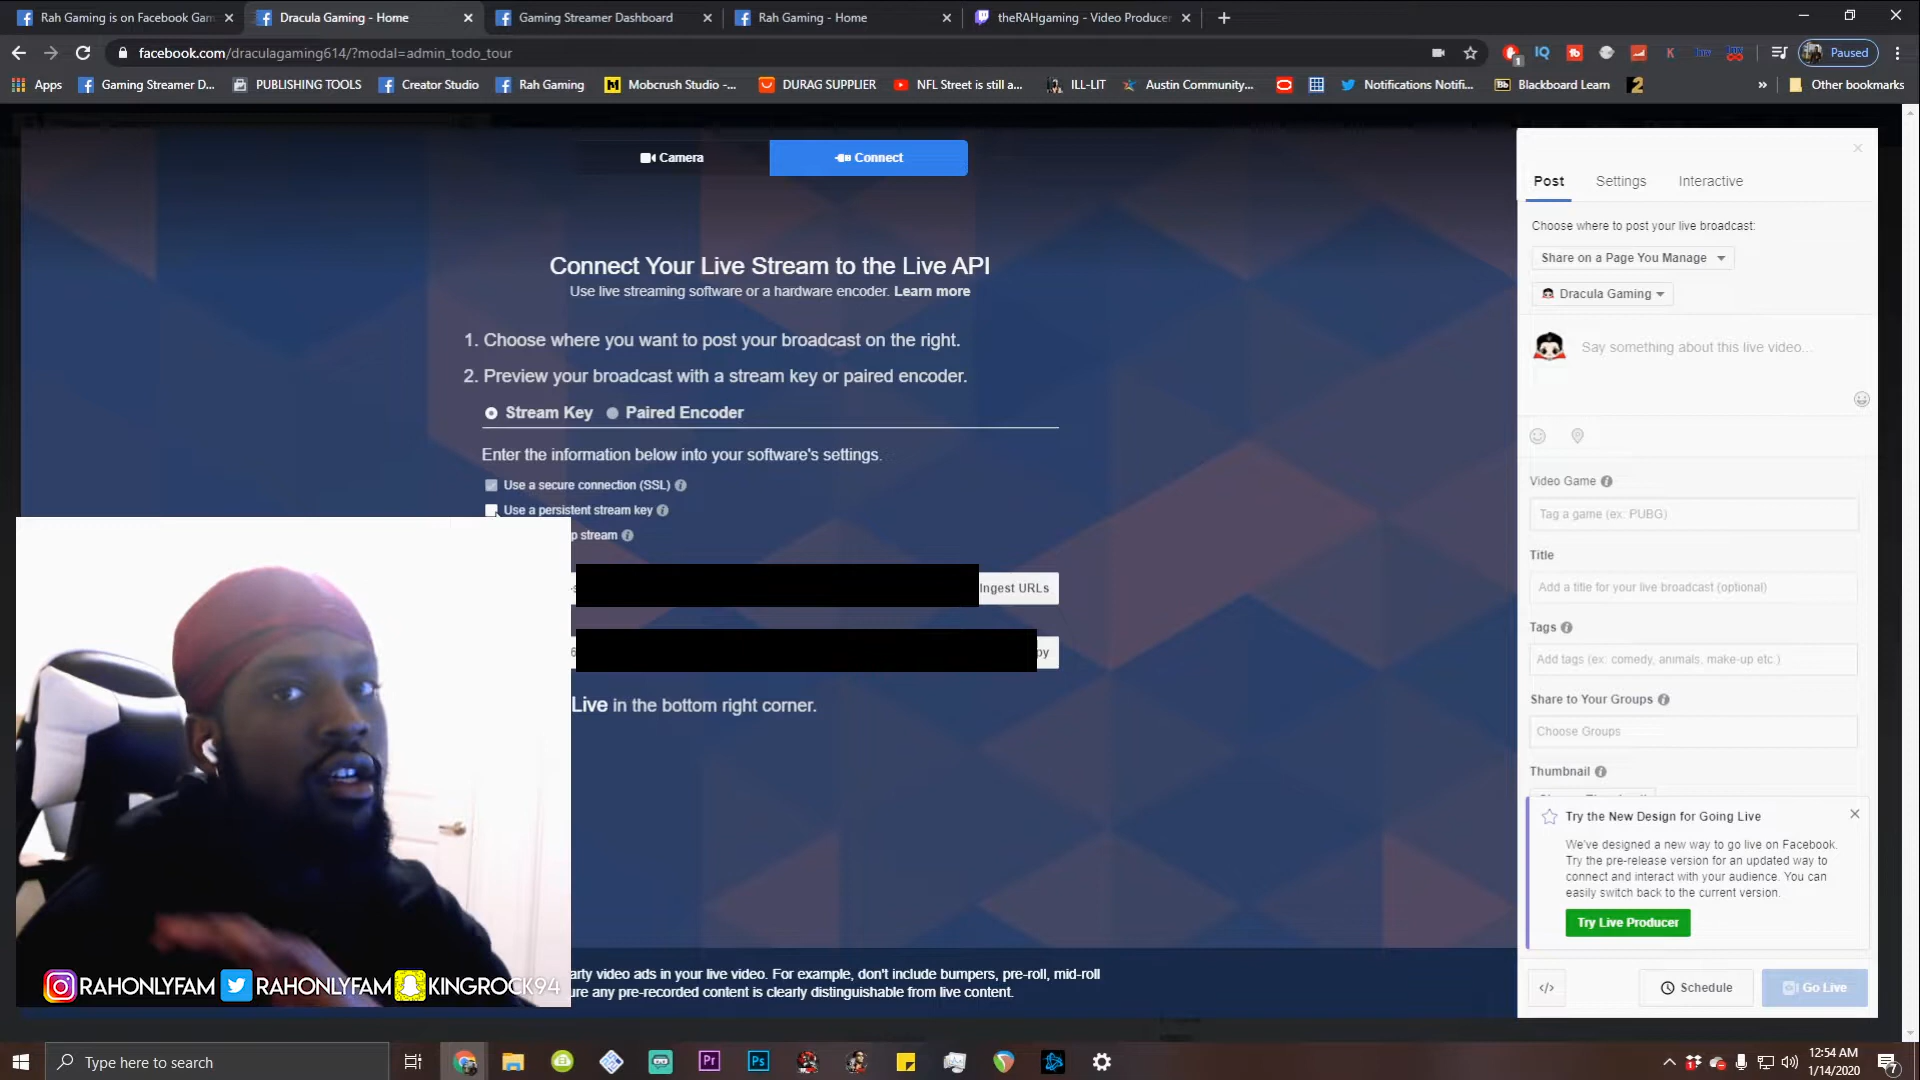 Rah Gaming is on Facebook Gam
Dracula Gaming - Home
Gaming Streamer Dashboard
Rah Gaming - Home
theRAHgaming - Video Producer
facebook.com/draculagaming614/?modal=admin_todo_tour
Paused
Apps
Gaming Streamer D...
PUBLISHING TOOLS
Creator Studio
Rah Gaming
Mobcrush Studio -...
DURAG SUPPLIER
NFL Street is still a...
ILL-LIT
Austin Community...
Notifications Notifi...
Blackboard Learn
Other bookmarks
Camera
Connect
Connect Your Live Stream to the Live API
Use live streaming software or a hardware encoder. Learn more
1. Choose where you want to post your broadcast on the right.
2. Preview your broadcast with a stream key or paired encoder.
Stream Key
Paired Encoder
Enter the information below into your software's settings.
Use a secure connection (SSL)
Use a persistent stream key
p stream
Ingest URLs
py
Live in the bottom right corner.
arty video ads in your live video. For example, don't include bumpers, pre-roll, mid-roll
ure any pre-recorded content is clearly distinguishable from live content.
RAHONLYFAM
RAHONLYFAM
KINGROCK94
Post
Settings
Interactive
Choose where to post your live broadcast:
Share on a Page You Manage
Dracula Gaming
Say something about this live video...
Video Game
Tag a game (ex: PUBG)
Title
Add a title for your live broadcast (optional)
Tags
Add tags (ex: comedy, animals, make-up etc.)
Share to Your Groups
Choose Groups
Thumbnail
Try the New Design for Going Live
We've designed a new way to go live on Facebook.
Try the pre-release version for an updated way to
connect and interact with your audience. You can
easily switch back to the current version.
Try Live Producer
</>
Schedule
Go Live
Type here to search
Pr
Ps
12:54 AM
1/14/2020
7